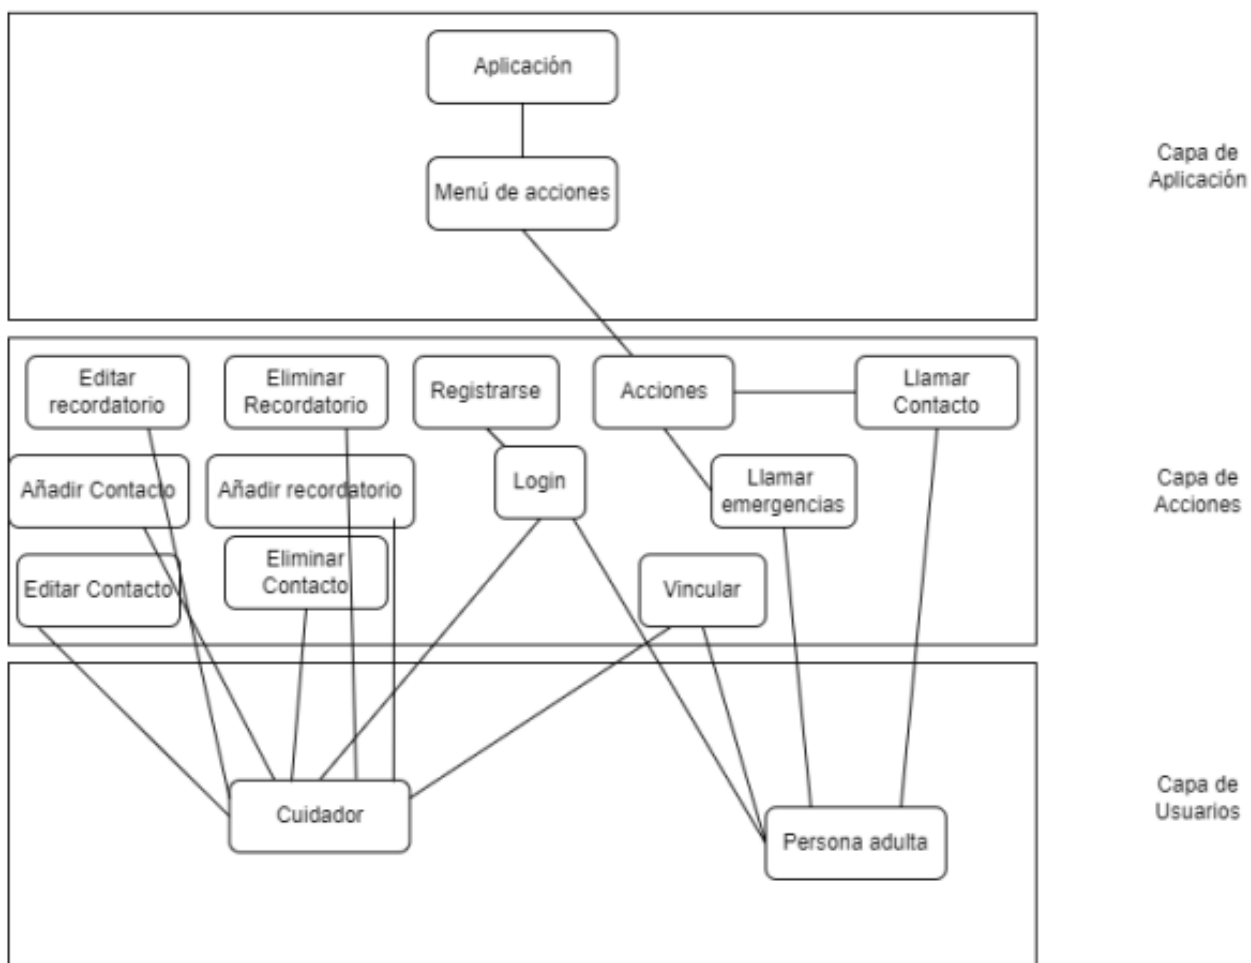 Aplicación
Menú de acciones
Capa de
Aplicación
Editar
recordatorio
Eliminar
Recordatorio
Registrarse
Acciones
Llamar
Contacto
Añadir Contacto
Añadir recordatorio
Login
Llamar
emergencias
Capa de
Acciones
Editar Contacto
Eliminar
Contacto
Vincular
Cuidador
Persona adulta
Capa de
Usuarios